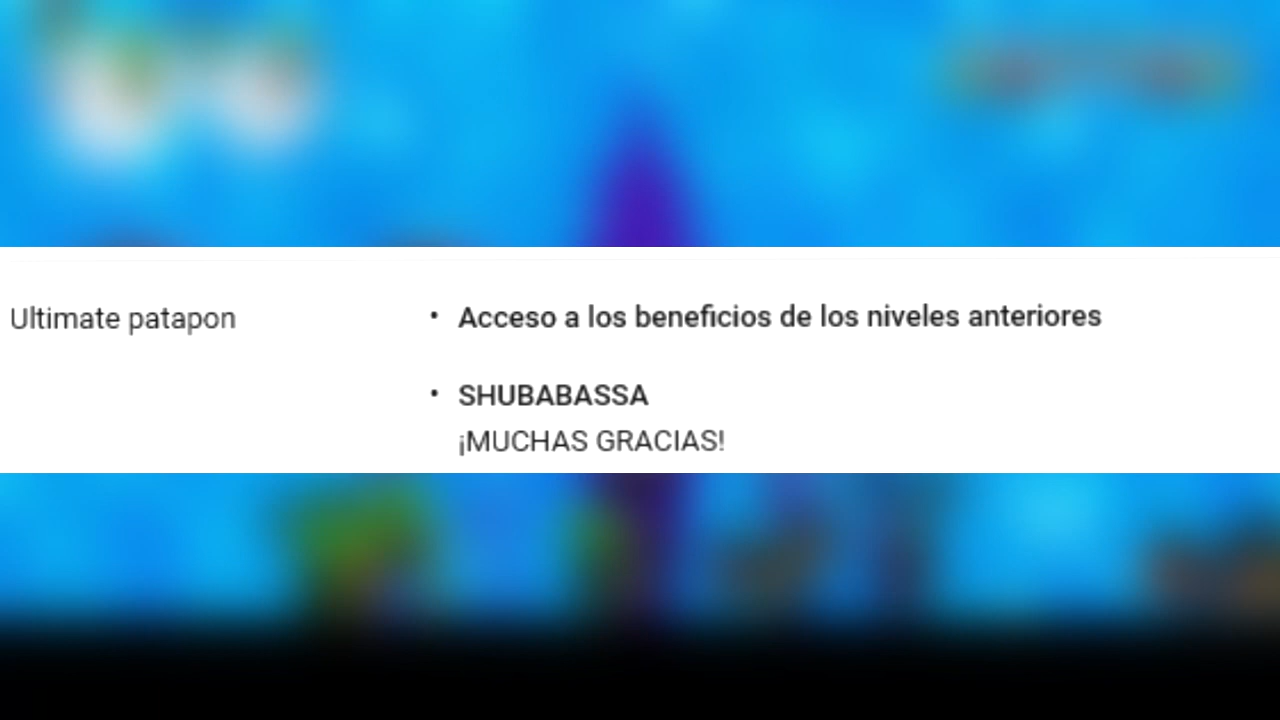 Ultimate patapon
• Acceso a los beneficios de los niveles anteriores
• SHUBABASSA
¡MUCHAS GRACIAS!